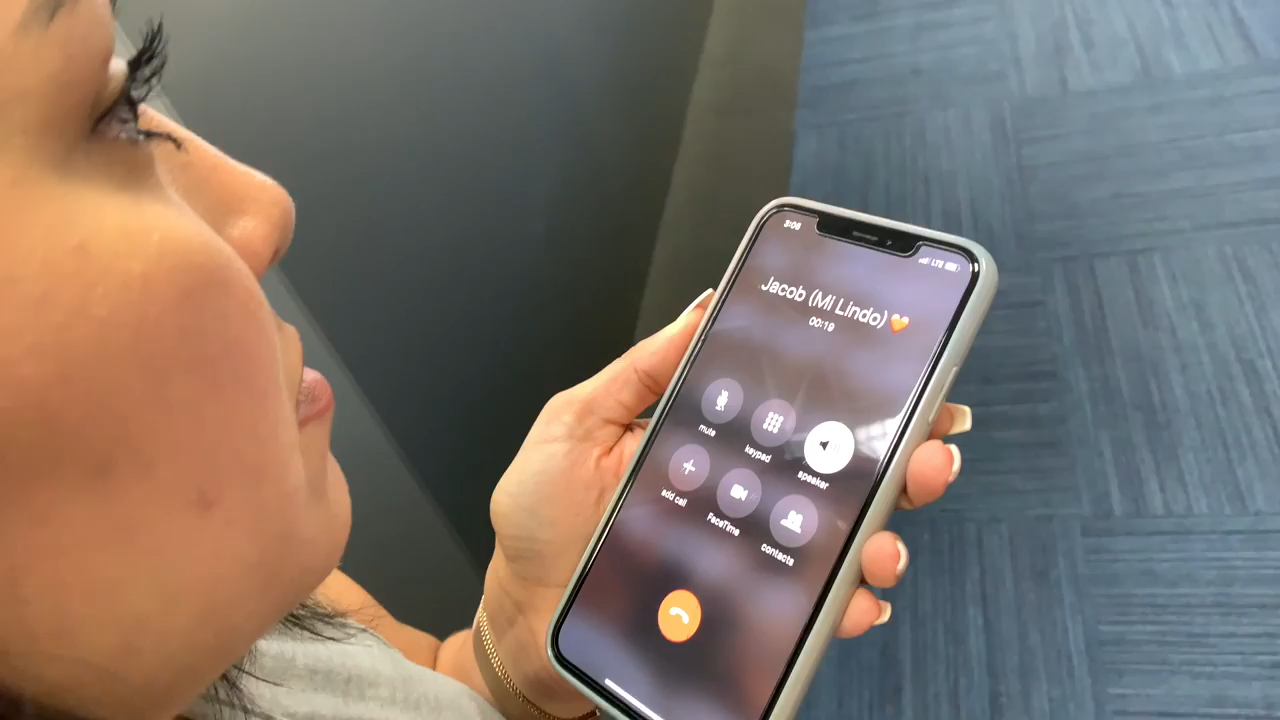 3:06
LTE
Jacob (Mi Lindo) 🧡
00:19
mute
keypad
speaker
add call
FaceTime
contacts